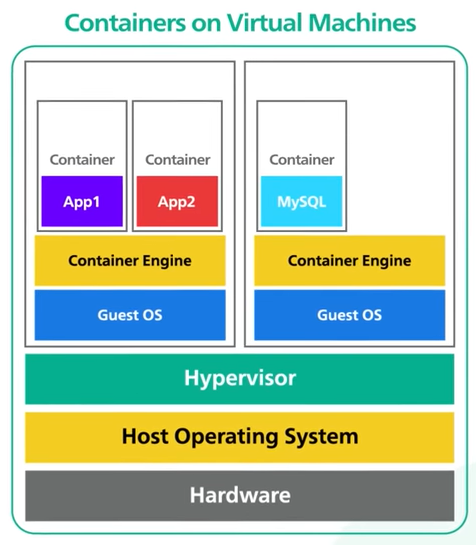 Containers on Virtual Machines
Container Container
App1 App2
Container Engine
Guest OS
Container
MySQL
Container Engine
Guest OS
Hypervisor
Host Operating System
Hardware